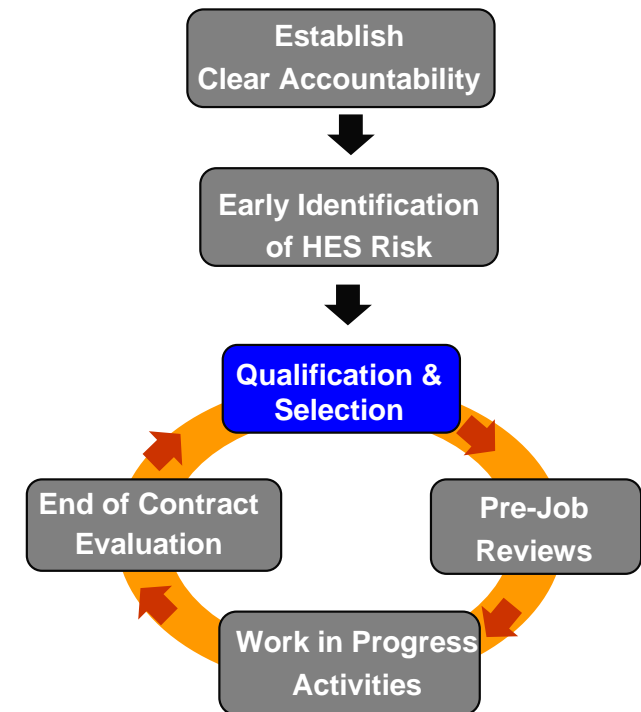 Establish
Clear Accountability
Early Identification
of HES Risk
Qualification &
Selection
End of Contract
Evaluation
Pre-Job
Reviews
Work in Progress
Activities